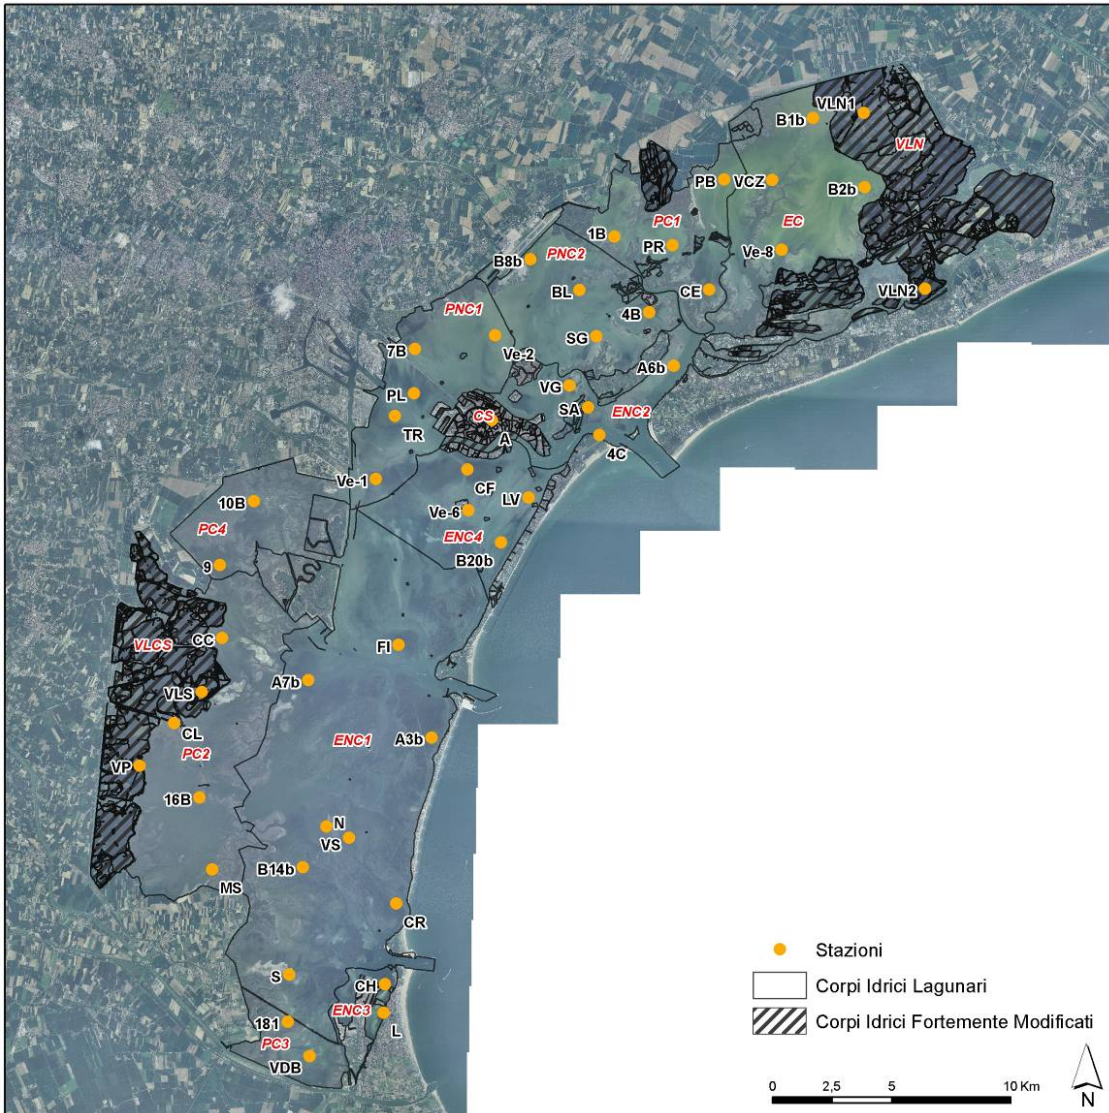 VLN1
B1b
VLN
PB
VCZ
B2b
PC1
EC
1B
PR
PNC2
Ve-8
B8b
BL
CE
VLN2
PNC1
4B
SG
7B
Ve-2
A6b
VG
PL
SA
ENC2
CS
TR
A
4C
CF
Ve-1
LV
10B
Ve-6
PC4
ENC4
B20b
9
CC
VLCS
FI
A7b
VLS
CL
A3b
ENC1
PC2
VP
16B
N
VS
B14b
MS
CR
Stazioni
S
CH
Corpi Idrici Lagunari
ENC3
181
L
Corpi Idrici Fortemente Modificati
PC3
VDB
0 2,5 5 10 Km
N